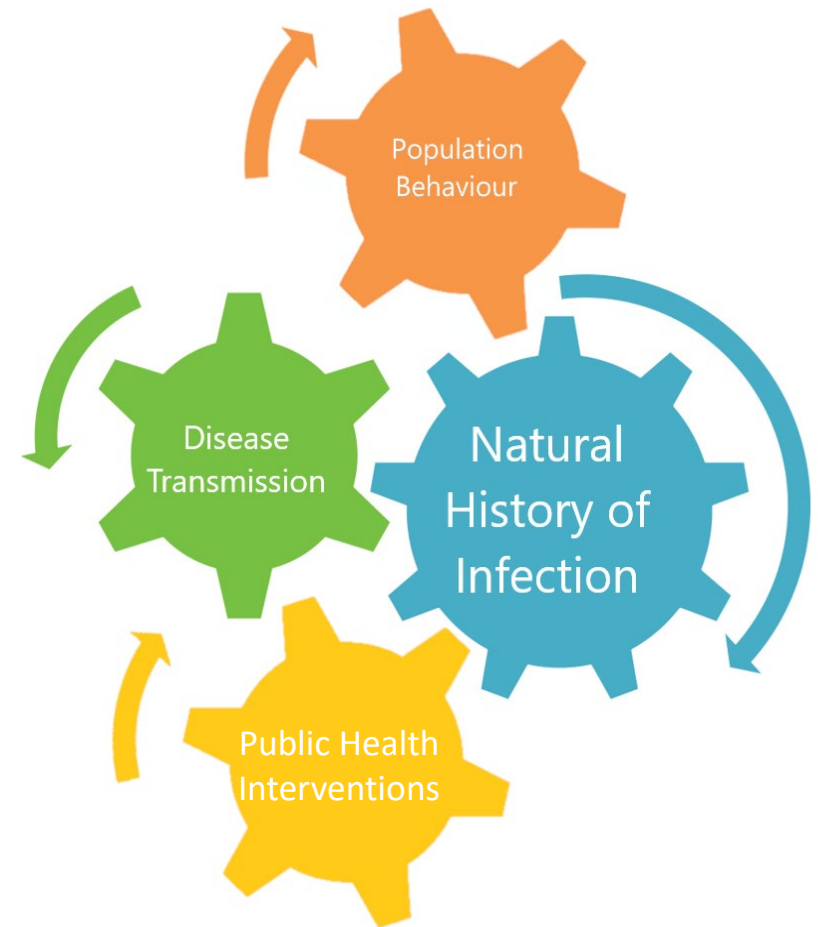 Population
Behaviour
Disease
Transmission
Natural
History of
Infection
Public Health
Interventions